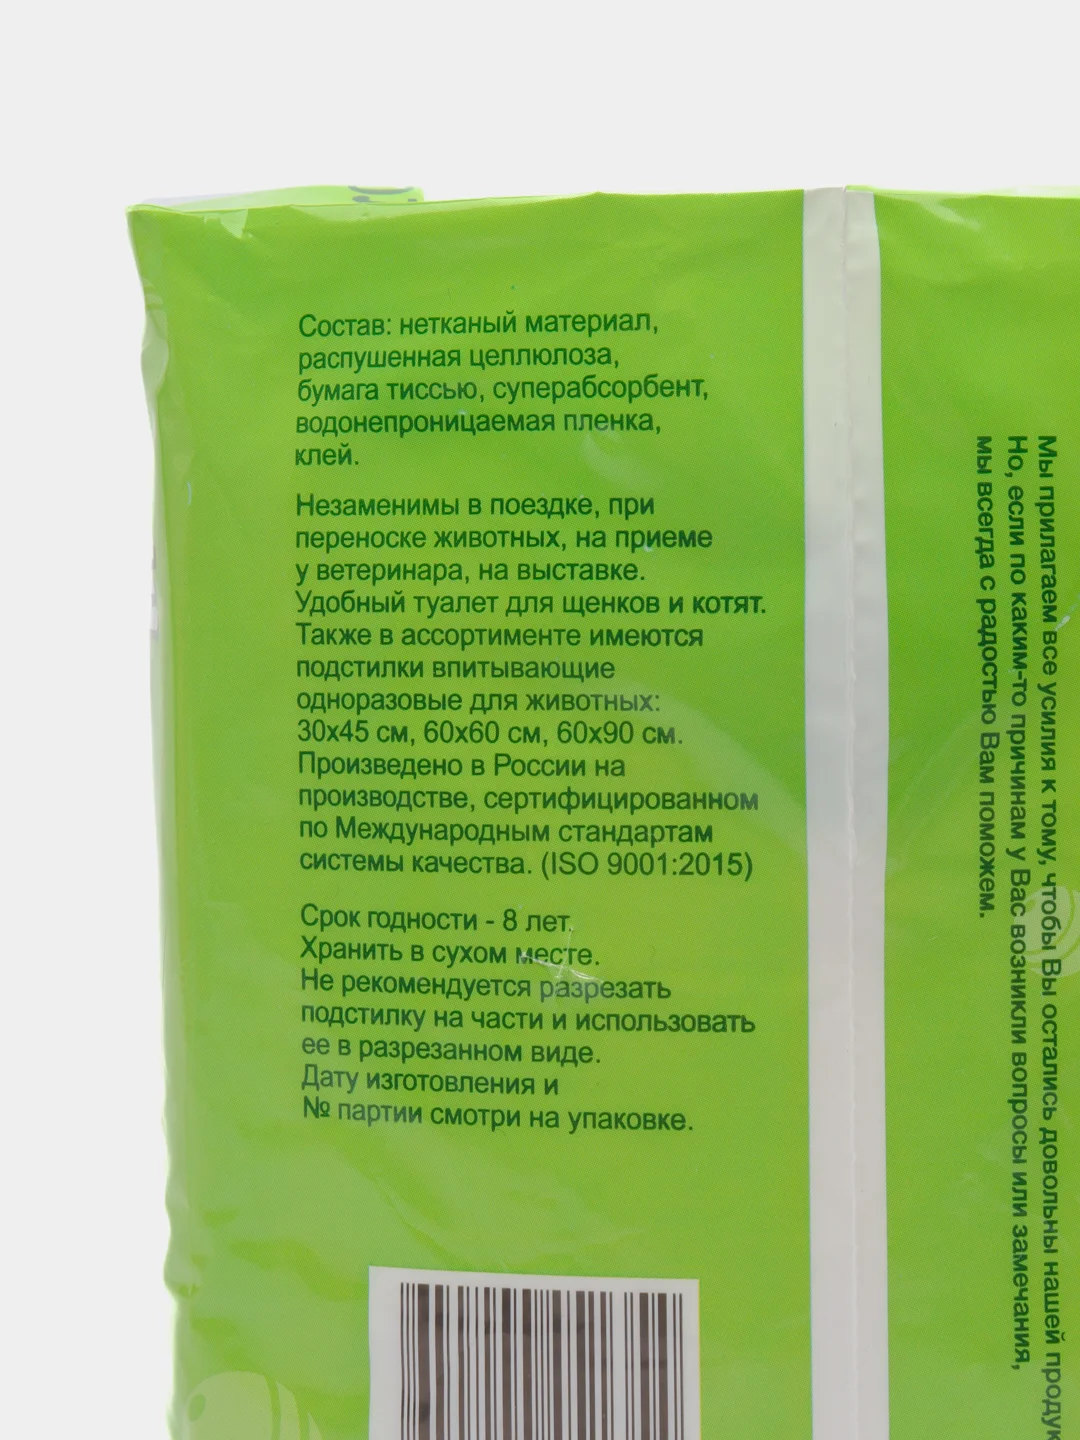 Состав: нетканый материал,
распушенная целлюлоза,
бумага тиссью, суперабсорбент,
водонепроницаемая пленка,
клей.
Незаменимы в поездке, при
переноске животных, на приеме
у ветеринара, на выставке.
Удобный туалет для щенков и котят.
Также в ассортименте имеются
подстилки впитывающие
одноразовые для животных:
30х45 см, 60х60 см, 60х90 см.
Произведено в России на
производстве, сертифицированном
по Международным стандартам
системы качества. (ISO 9001:2015)
Срок годности - 8 лет.
Хранить в сухом месте.
Не рекомендуется разрезать
подстилку на части и использовать
ее в разрезанном виде.
Дату изготовления и
№ партии смотри на упаковке.
Мы прилагаем все усилия к тому, чтобы Вы остались довольны нашей
Но, если по каким-то причинам у Вас возникли вопросы или замечания,
мы всегда с радостью Вам поможем.